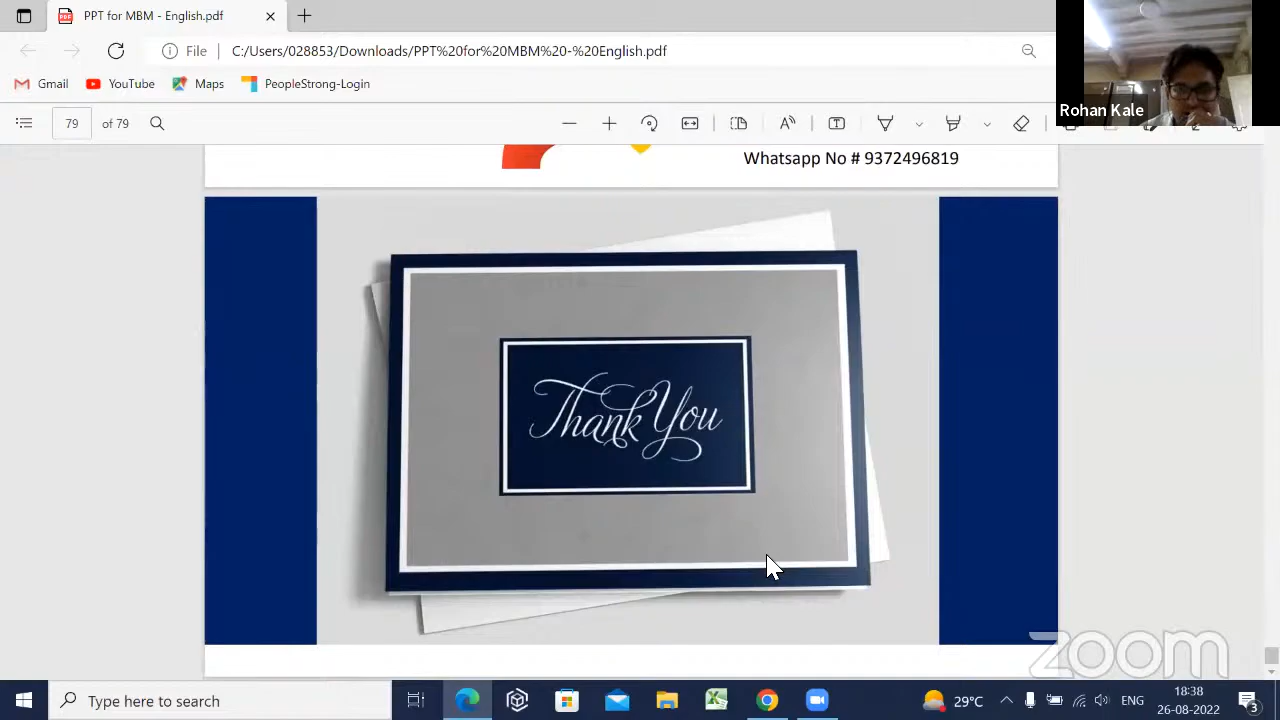 PPT for MBM - English.pdf
File
C:/Users/028853/Downloads/PPT%20for%20MBM%20-%20English.pdf
Gmail
YouTube
Maps
PeopleStrong-Login
Rohan Kale
79
of 79
Whatsapp No # 9372496819
Thank You
zoom
Type here to search
29°C
ENG
18:38
26-08-2022
3